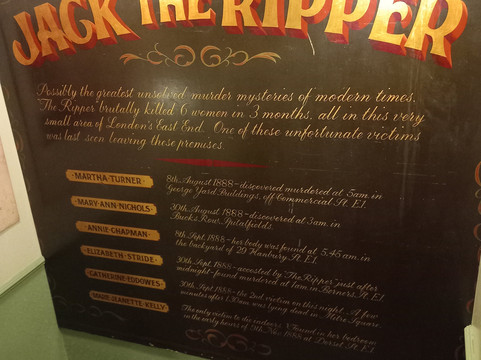 JACK THE RIPPER
Possibly the greatest unsolved murder mysteries of modern times.
'The Ripper' brutally killed 6 women in 3 months, all in this very
small area of London's East End. One of these unfortunate victims
was last seen leaving these premises.
MARTHA·TURNER 8th August 1888 – discovered murdered at 5am in
George Yard Buildings, off Commercial St. E1.
MARY·ANN·NICHOLS 30th August 1888 – discovered at 3am in
Bucks Row, Spitalfields.
ANNIE·CHAPMAN 8th Sept. 1888 – her body was found at 5.45am in
the backyard of 29 Hanbury St. E1.
ELIZABETH·STRIDE 30th Sept. 1888 – accosted by 'The Ripper' just after
midnight – found murdered at 1am in Berners St. E1.
CATHERINE·EDDOWES 30th Sept. 1888 – the 2nd victim on this night. A few
minutes after 1.30am was lying dead in Mitre Square.
MARIE·JEANETTE·KELLY The only victim to die indoors. Found in her bedroom
in the early hours of 9th Nov. 1888 at Dorset St. E1.